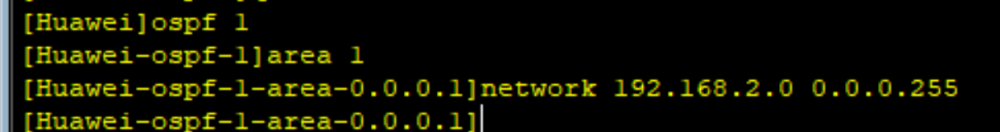 [Huawei]ospf 1
[Huawei-ospf-1]area 1
[Huawei-ospf-1-area-0.0.0.1]network 192.168.2.0 0.0.0.255
[Huawei-ospf-1-area-0.0.0.1]